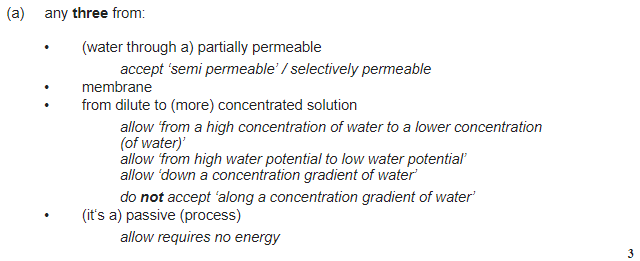 (a) any three from:
• (water through a) partially permeable
accept ‘semi permeable’ / selectively permeable
• membrane
• from dilute to (more) concentrated solution
allow ‘from a high concentration of water to a lower concentration
(of water)’
allow ‘from high water potential to low water potential’
allow ‘down a concentration gradient of water’
do not accept ‘along a concentration gradient of water’
• (it‘s a) passive (process)
allow requires no energy
3